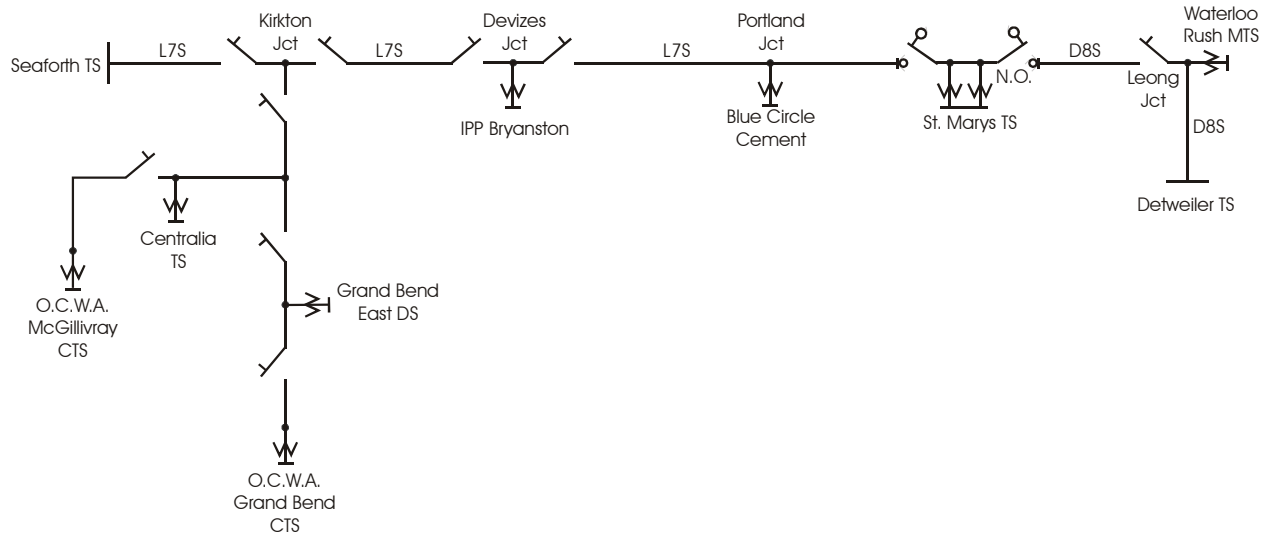 Seaforth TS
L7S
Kirkton
Jct
L7S
Devizes
Jct
IPP Bryanston
L7S
Portland
Jct
Blue Circle
Cement
N.O.
St. Marys TS
D8S
Leong
Jct
Waterloo
Rush MTS
D8S
Detweiler TS
Centralia
TS
O.C.W.A.
McGillivray
CTS
Grand Bend
East DS
O.C.W.A.
Grand Bend
CTS